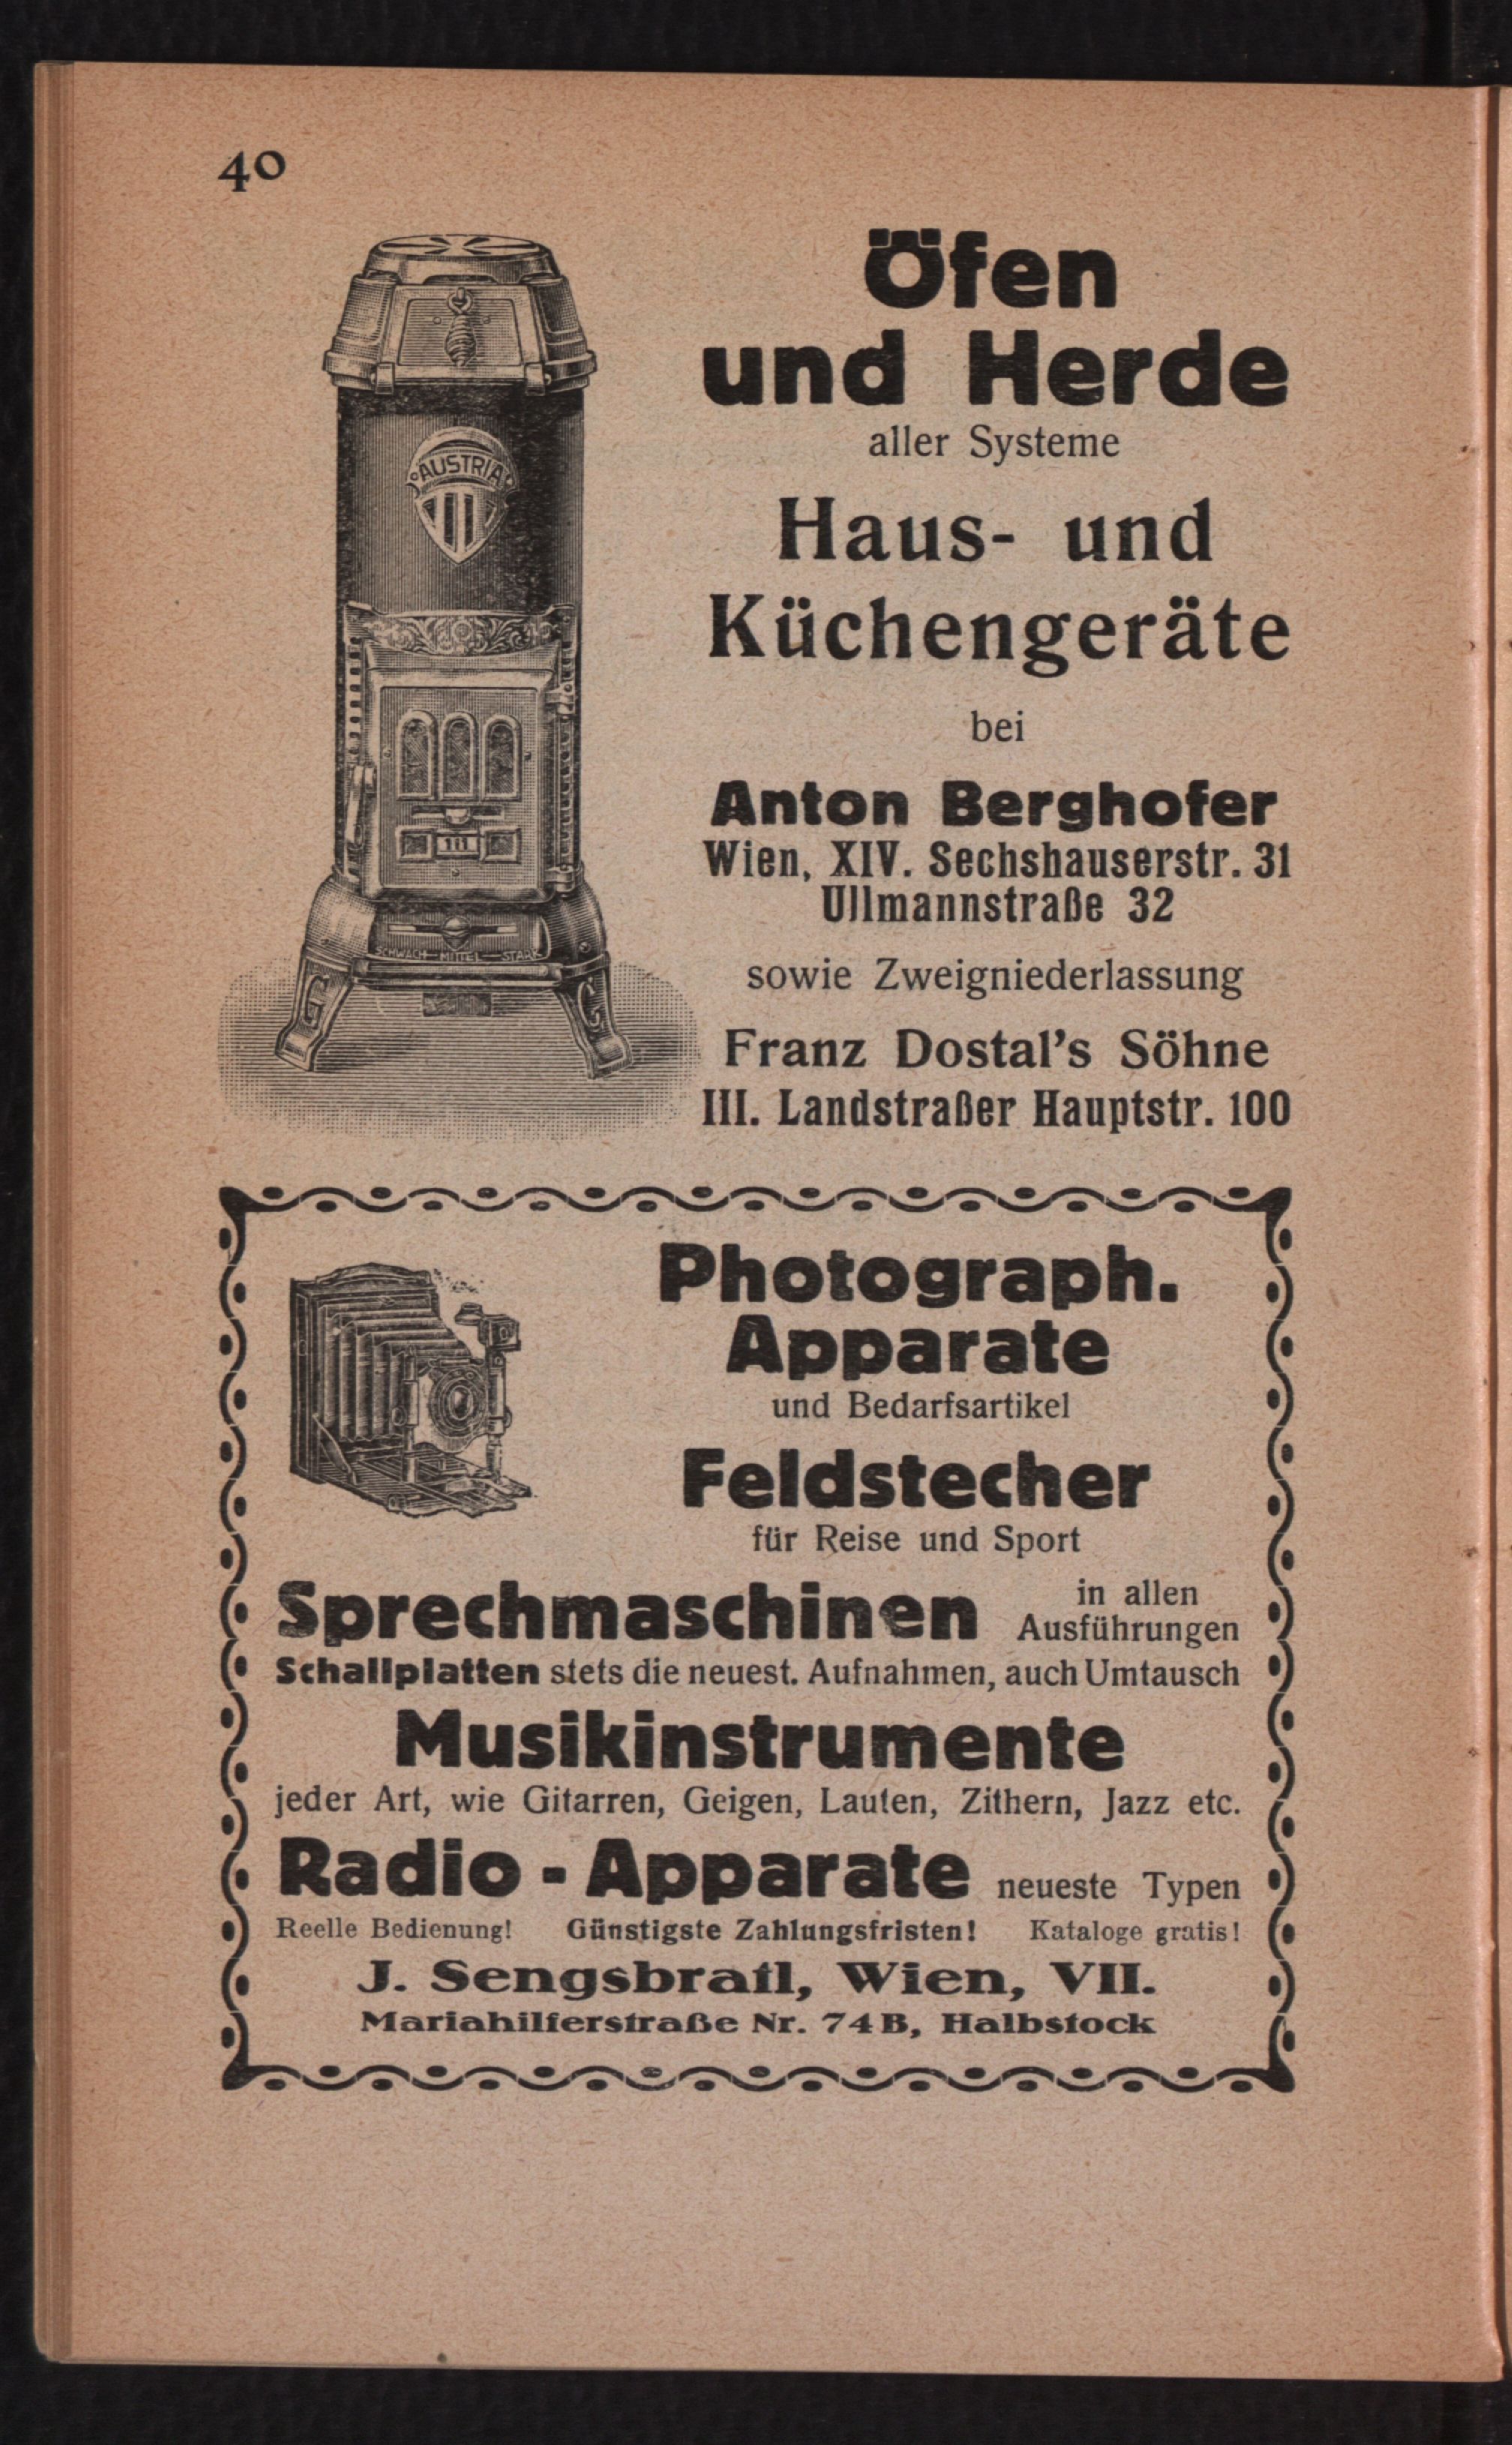 40
AUSTRIA
SCHWACH MITTEL STARK
Öfen
und Herde
aller Systeme
Haus- und
Küchengeräte
bei
Anton Berghofer
Wien, XIV. Sechshauserstr. 31
Ullmannstraße 32
sowie Zweigniederlassung
Franz Dostal's Söhne
III. Landstraßer Hauptstr. 100
Photograph.
Apparate
und Bedarfsartikel
Feldstecher
für Reise und Sport
Sprechmaschinen in allen
Ausführungen
Schallplatten stets die neuest. Aufnahmen, auch Umtausch
Musikinstrumente
jeder Art, wie Gitarren, Geigen, Lauten, Zithern, Jazz etc.
Radio - Apparate neueste Typen
Reelle Bedienung! Günstigste Zahlungsfristen! Kataloge gratis!
J. Sengsbratl, Wien, VII.
Mariahilferstraße Nr. 74B, Halbstock